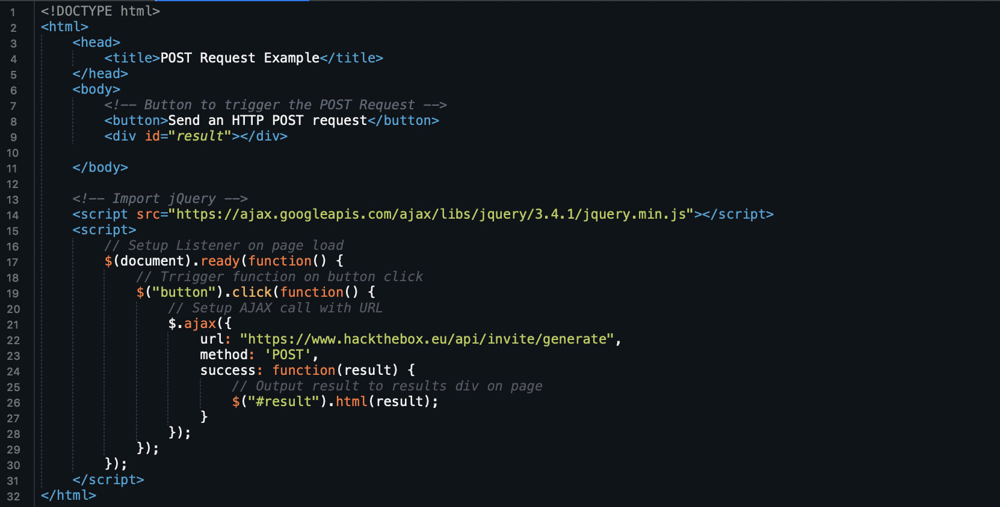 1 <!DOCTYPE html>
2 <html>
3     <head>
4         <title>POST Request Example</title>
5     </head>
6     <body>
7         <!-- Button to trigger the POST Request -->
8         <button>Send an HTTP POST request</button>
9         <div id="result"></div>
10
11     </body>
12
13     <!-- Import jQuery -->
14     <script src="https://ajax.googleapis.com/ajax/libs/jquery/3.4.1/jquery.min.js"></script>
15     <script>
16         // Setup Listener on page load
17         $(document).ready(function() {
18             // Trrigger function on button click
19             $("button").click(function() {
20                 // Setup AJAX call with URL
21                 $.ajax({
22                     url: "https://www.hackthebox.eu/api/invite/generate",
23                     method: 'POST',
24                     success: function(result) {
25                         // Output result to results div on page
26                         $("#result").html(result);
27                     }
28                 });
29             });
30         });
31     </script>
32 </html>